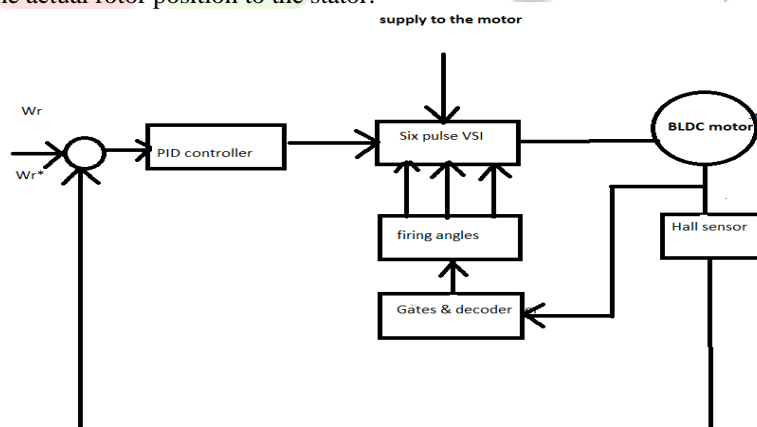 the actual rotor position to the stator.
supply to the motor
Wr
Wr*
PID controller
Six pulse VSI
BLDC motor
firing angles
Hall sensor
Gates & decoder